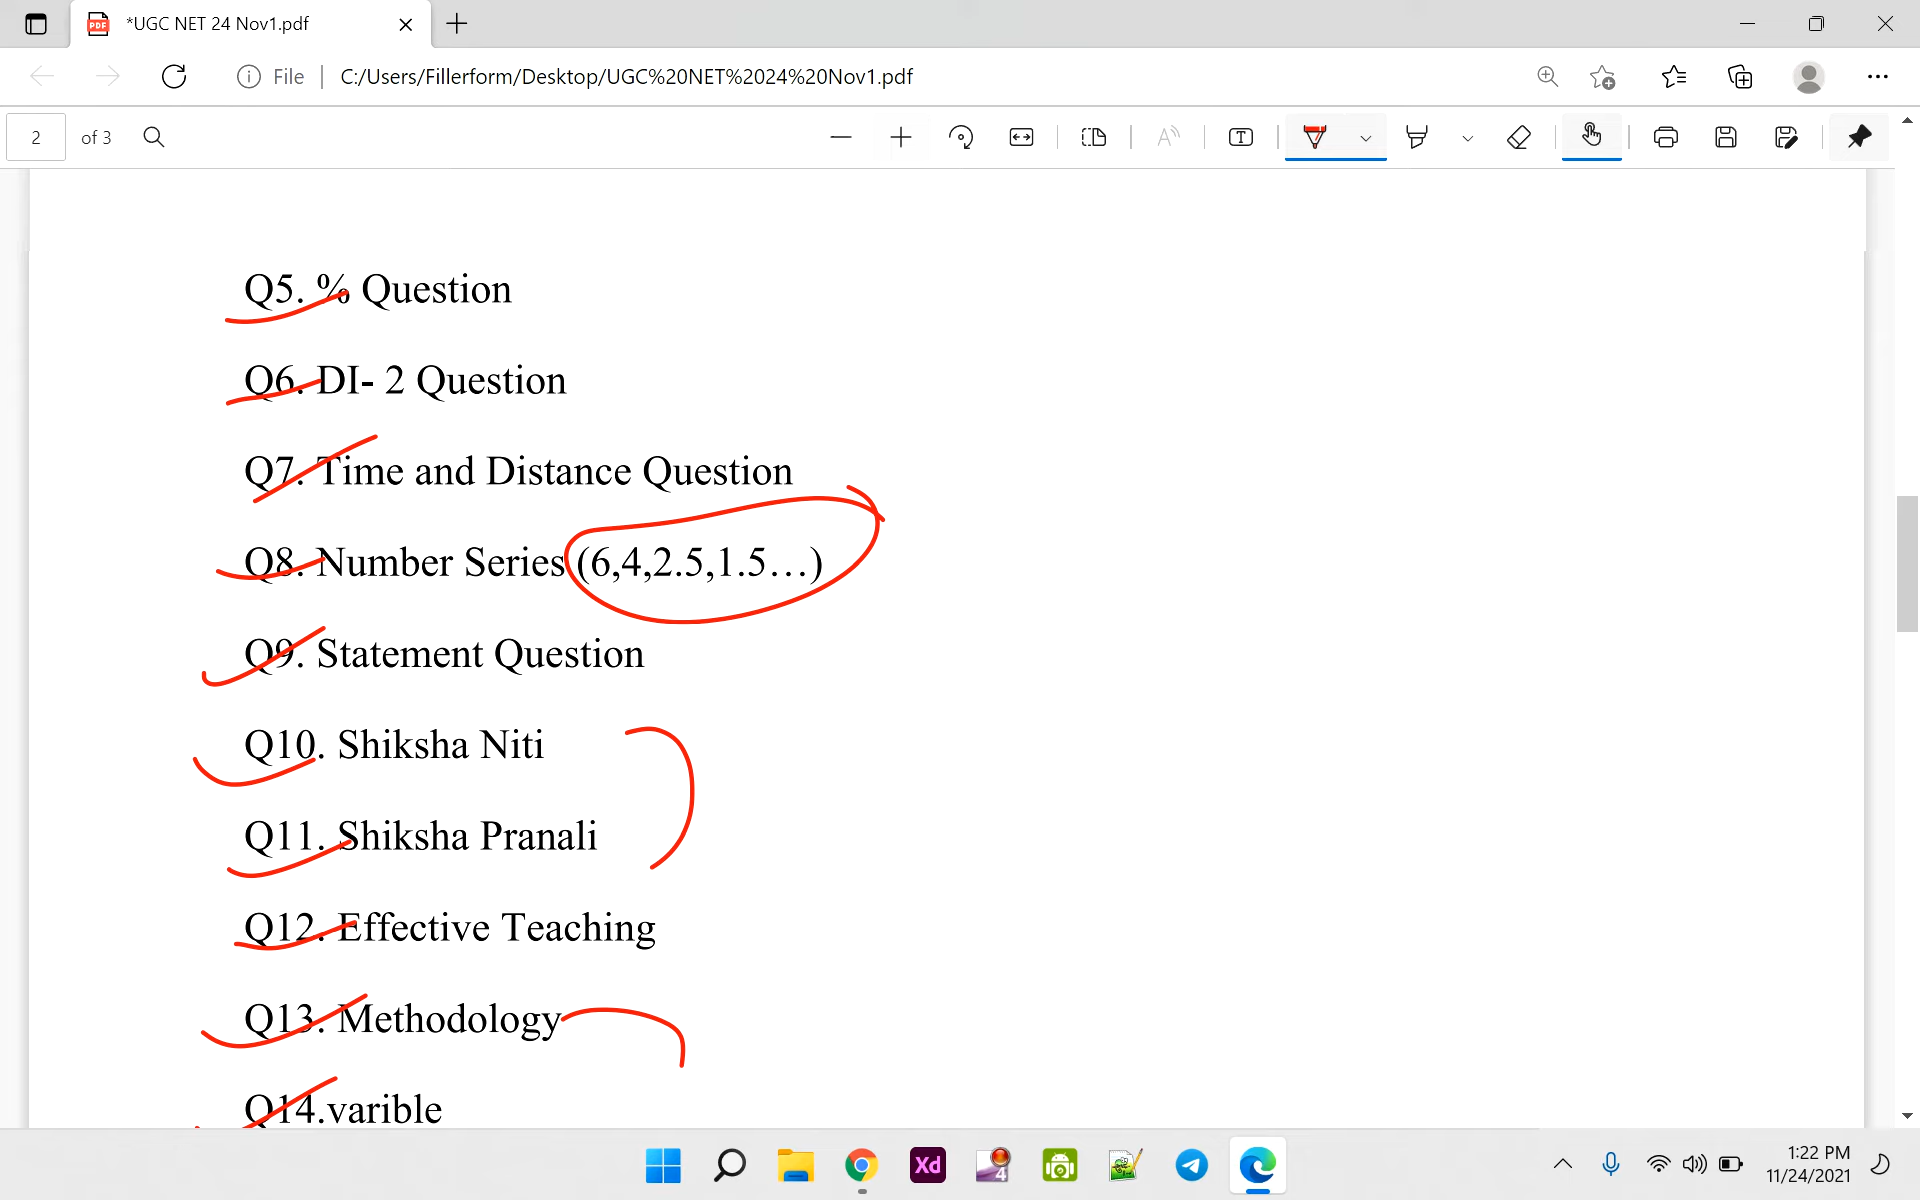 *UGC NET 24 Nov1.pdf
File
C:/Users/Fillerform/Desktop/UGC%20NET%2024%20Nov1.pdf
2 of 3
Q5. % Question
Q6. DI- 2 Question
Q7. Time and Distance Question
Q8. Number Series (6,4,2.5,1.5…)
Q9. Statement Question
Q10. Shiksha Niti
Q11. Shiksha Pranali
Q12. Effective Teaching
Q13. Methodology
Q14.varible
Xd
4
1:22 PM
11/24/2021